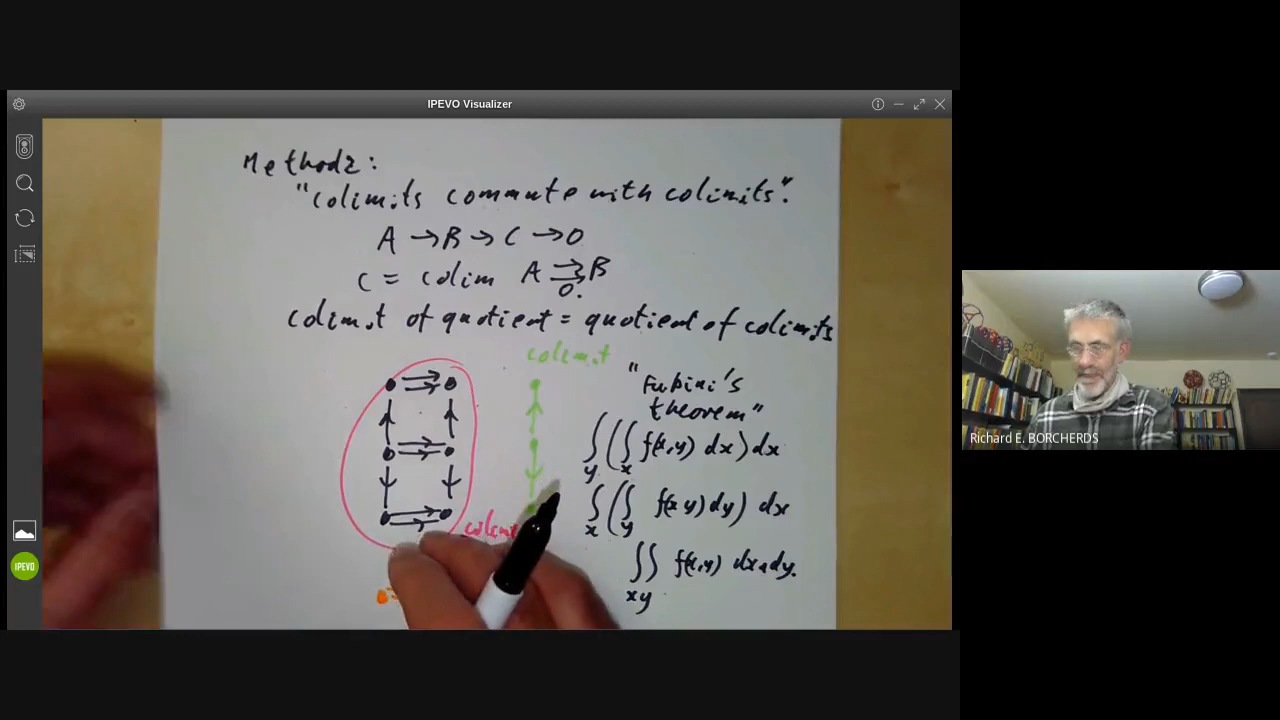 IPEVO Visualizer
Method 2:
"colimits commute with colimits".
A → B → C → 0
C = colim A ⇉ B
0.
colimit of quotient = quotient of colimits
colimit
"Fubini's
theorem"
∫y (∫x f(x,y) dx) dx
∫x (∫y f(x y) dy) dx
∫∫xy f(x,y) dx,dy.
Richard E. BORCHERDS
IPEVO